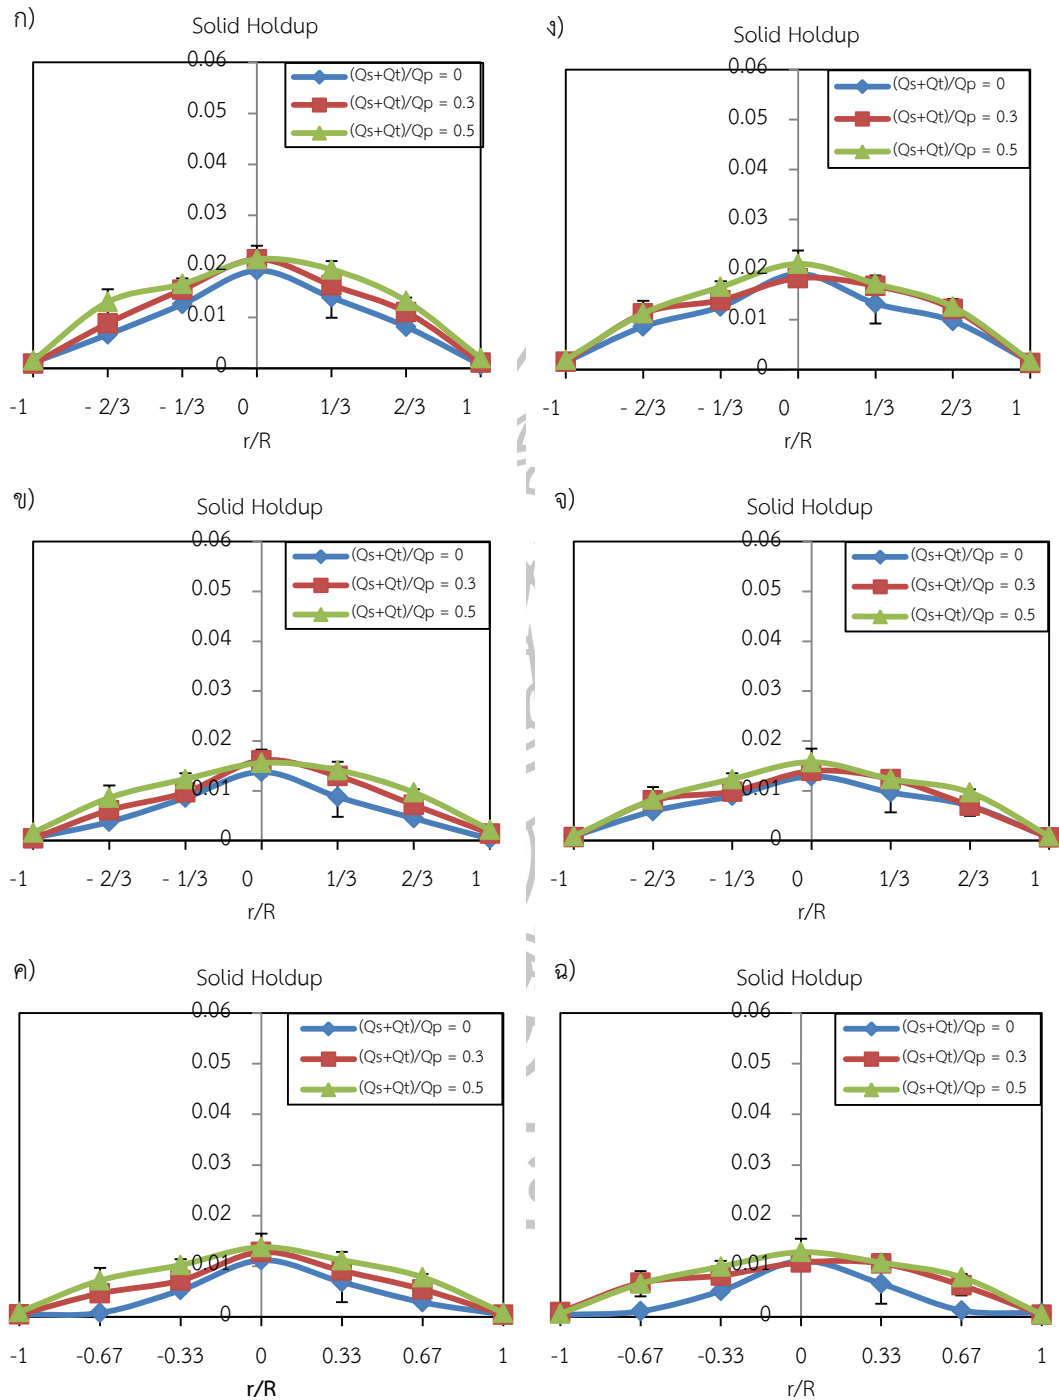 ก)
Solid Holdup
0.06
0.05
0.04
0.03
0.02
0.01
0
(Qs+Qt)/Qp = 0
(Qs+Qt)/Qp = 0.3
(Qs+Qt)/Qp = 0.5
-1 - 2/3 - 1/3 0 1/3 2/3 1
r/R
ง)
Solid Holdup
0.06
0.05
0.04
0.03
0.02
0.01
0
(Qs+Qt)/Qp = 0
(Qs+Qt)/Qp = 0.3
(Qs+Qt)/Qp = 0.5
-1 - 2/3 - 1/3 0 1/3 2/3 1
r/R
ข)
Solid Holdup
0.06
0.05
0.04
0.03
0.02
0.01
0
(Qs+Qt)/Qp = 0
(Qs+Qt)/Qp = 0.3
(Qs+Qt)/Qp = 0.5
-1 - 2/3 - 1/3 0 1/3 2/3 1
r/R
จ)
Solid Holdup
0.06
0.05
0.04
0.03
0.02
0.01
0
(Qs+Qt)/Qp = 0
(Qs+Qt)/Qp = 0.3
(Qs+Qt)/Qp = 0.5
-1 - 2/3 - 1/3 0 1/3 2/3 1
r/R
ค)
Solid Holdup
0.06
0.05
0.04
0.03
0.02
0.01
0
(Qs+Qt)/Qp = 0
(Qs+Qt)/Qp = 0.3
(Qs+Qt)/Qp = 0.5
-1 -0.67 -0.33 0 0.33 0.67 1
r/R
ฉ)
Solid Holdup
0.06
0.05
0.04
0.03
0.02
0.01
0
(Qs+Qt)/Qp = 0
(Qs+Qt)/Qp = 0.3
(Qs+Qt)/Qp = 0.5
-1 -0.67 -0.33 0 0.33 0.67 1
r/R